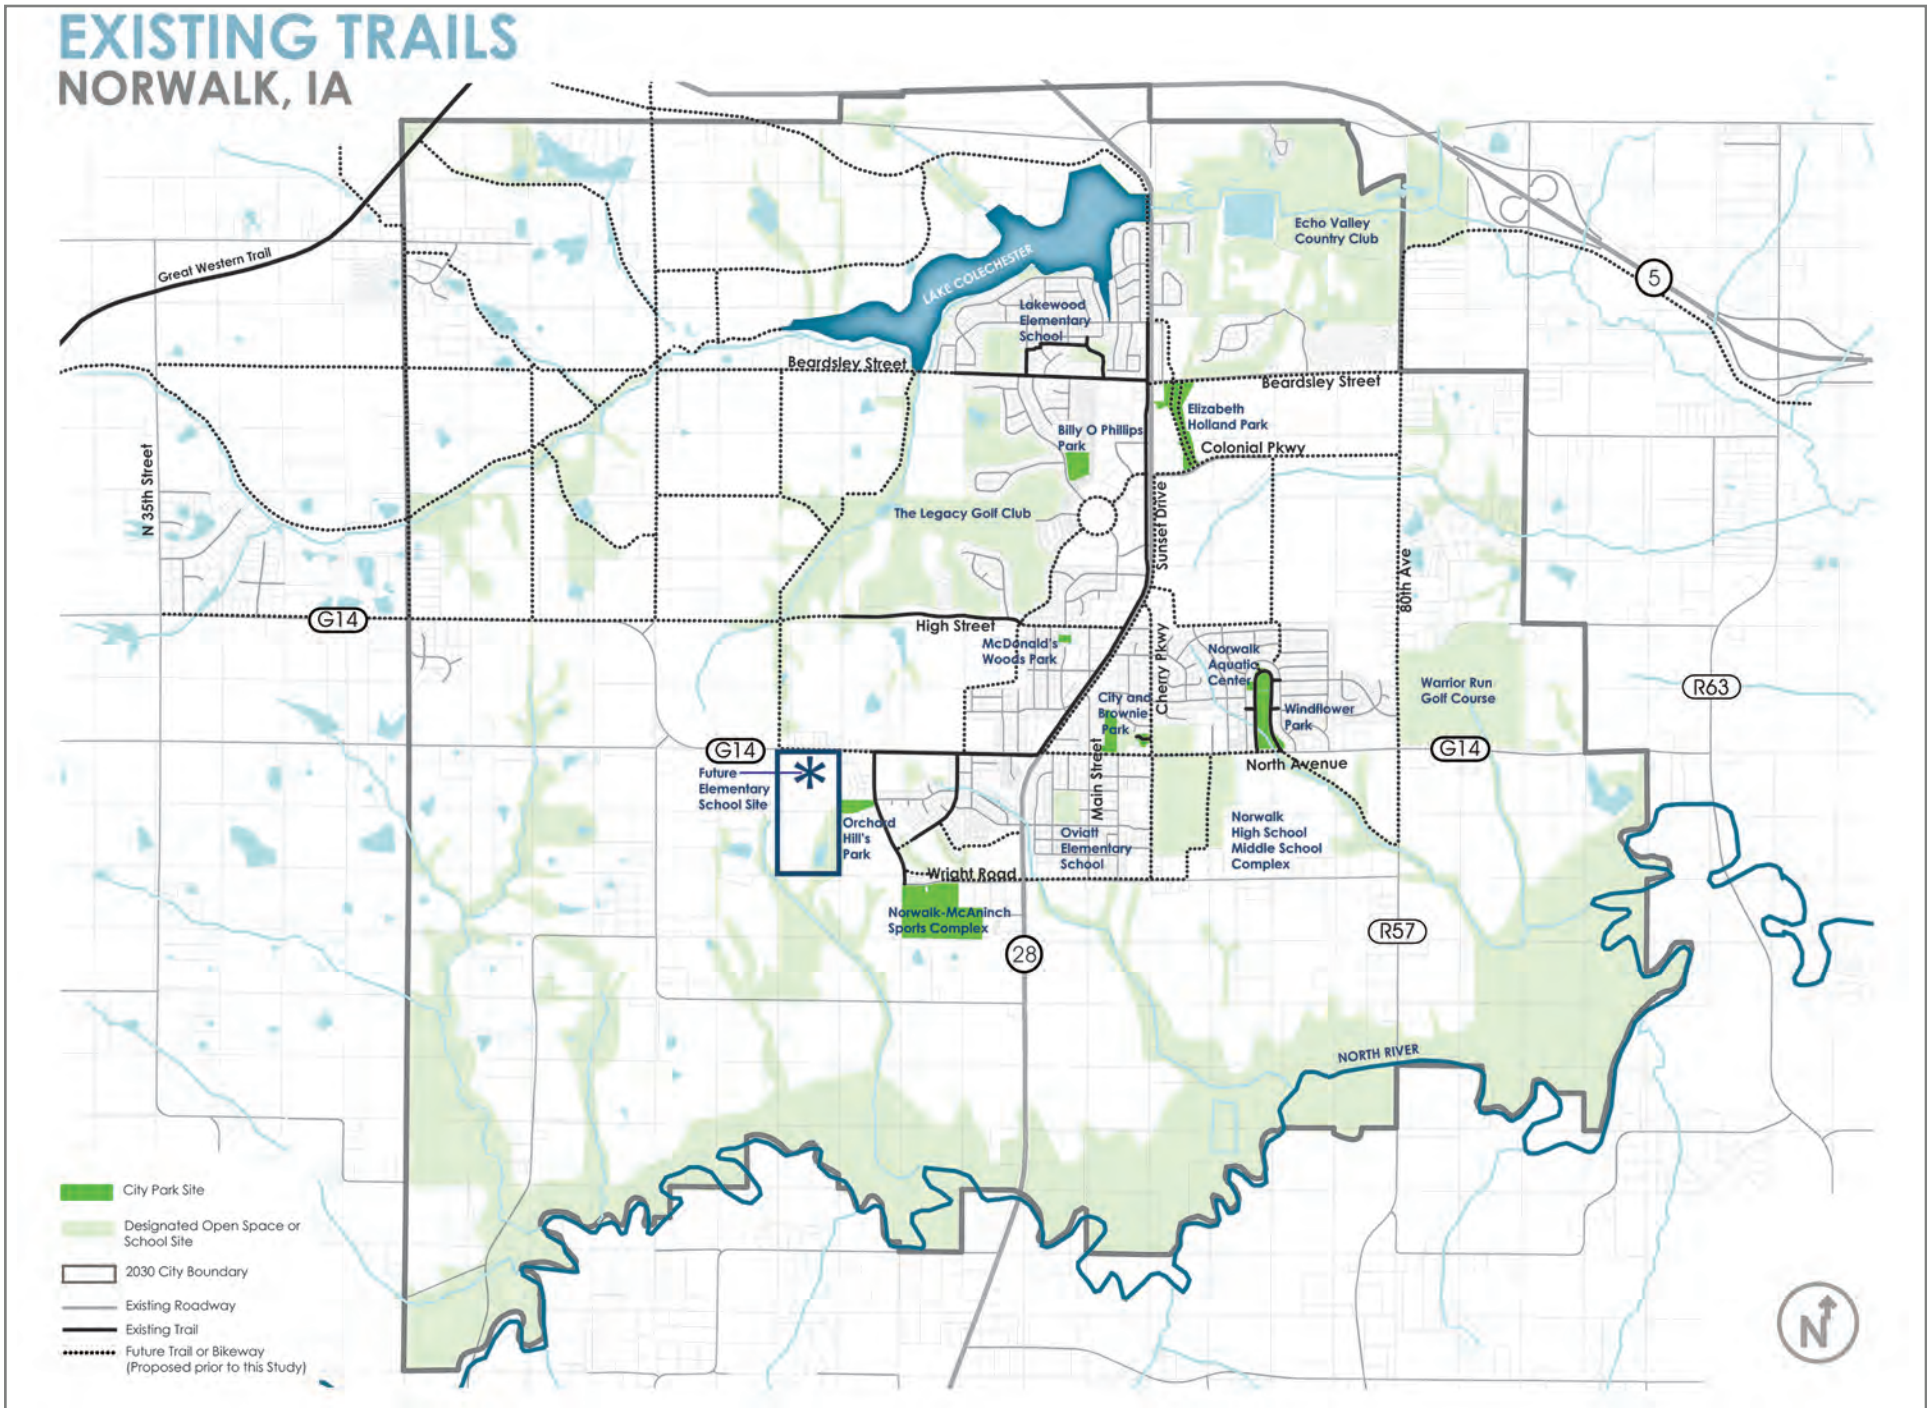 EXISTING TRAILS
NORWALK, IA
Great Western Trail
N 35th Street
Echo Valley
Country Club
5
LAKE COLECHESTER
Lakewood
Elementary
School
Beardsley Street
Beardsley Street
Elizabeth
Holland Park
Billy O Phillips
Park
Colonial Pkwy
The Legacy Golf Club
Sunset Drive
80th Ave
G14
High Street
McDonald's
Woods Park
Cherry Pkwy
Norwalk
Aquatic
Center
Warrior Run
Golf Course
R63
City and
Brownie
Park
Windflower
Park
G14
G14
Main Street
North Avenue
Future
Elementary
School Site
Orchard
Hill's
Park
Oviatt
Elementary
School
Norwalk
High School
Middle School
Complex
Wright Road
Norwalk-McAninch
Sports Complex
R57
28
NORTH RIVER
City Park Site
Designated Open Space or
School Site
2030 City Boundary
Existing Roadway
Existing Trail
Future Trail or Bikeway
(Proposed prior to this Study)
N